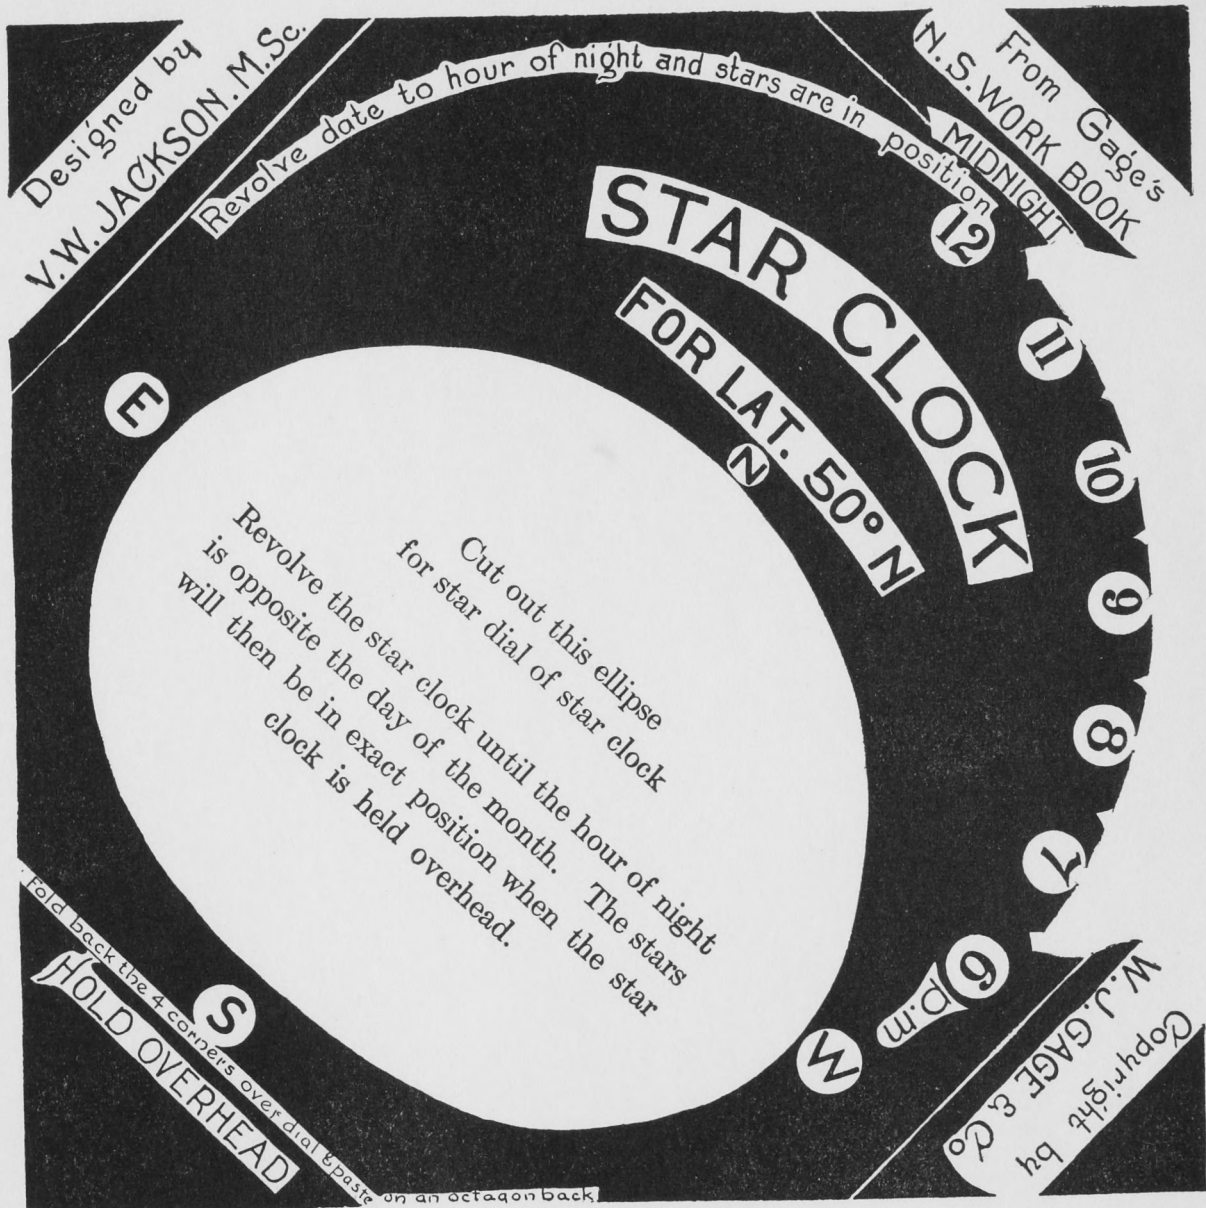 Designed by
V.W. JACKSON. M.Sc.
Revolve date to hour of night and stars are in position
From Gage's
N.S. WORK BOOK
MIDNIGHT
12
11
10
9
8
7
6
p.m
STAR CLOCK
FOR LAT. 50° N
N
E
S
W
Cut out this ellipse
for star dial of star clock
Revolve the star clock until the hour of night
is opposite the day of the month. The stars
will then be in exact position when the star
clock is held overhead.
Fold back the 4 corners over dial & paste on an octagon back
HOLD OVERHEAD
Copyright by
W. J. GAGE & Co